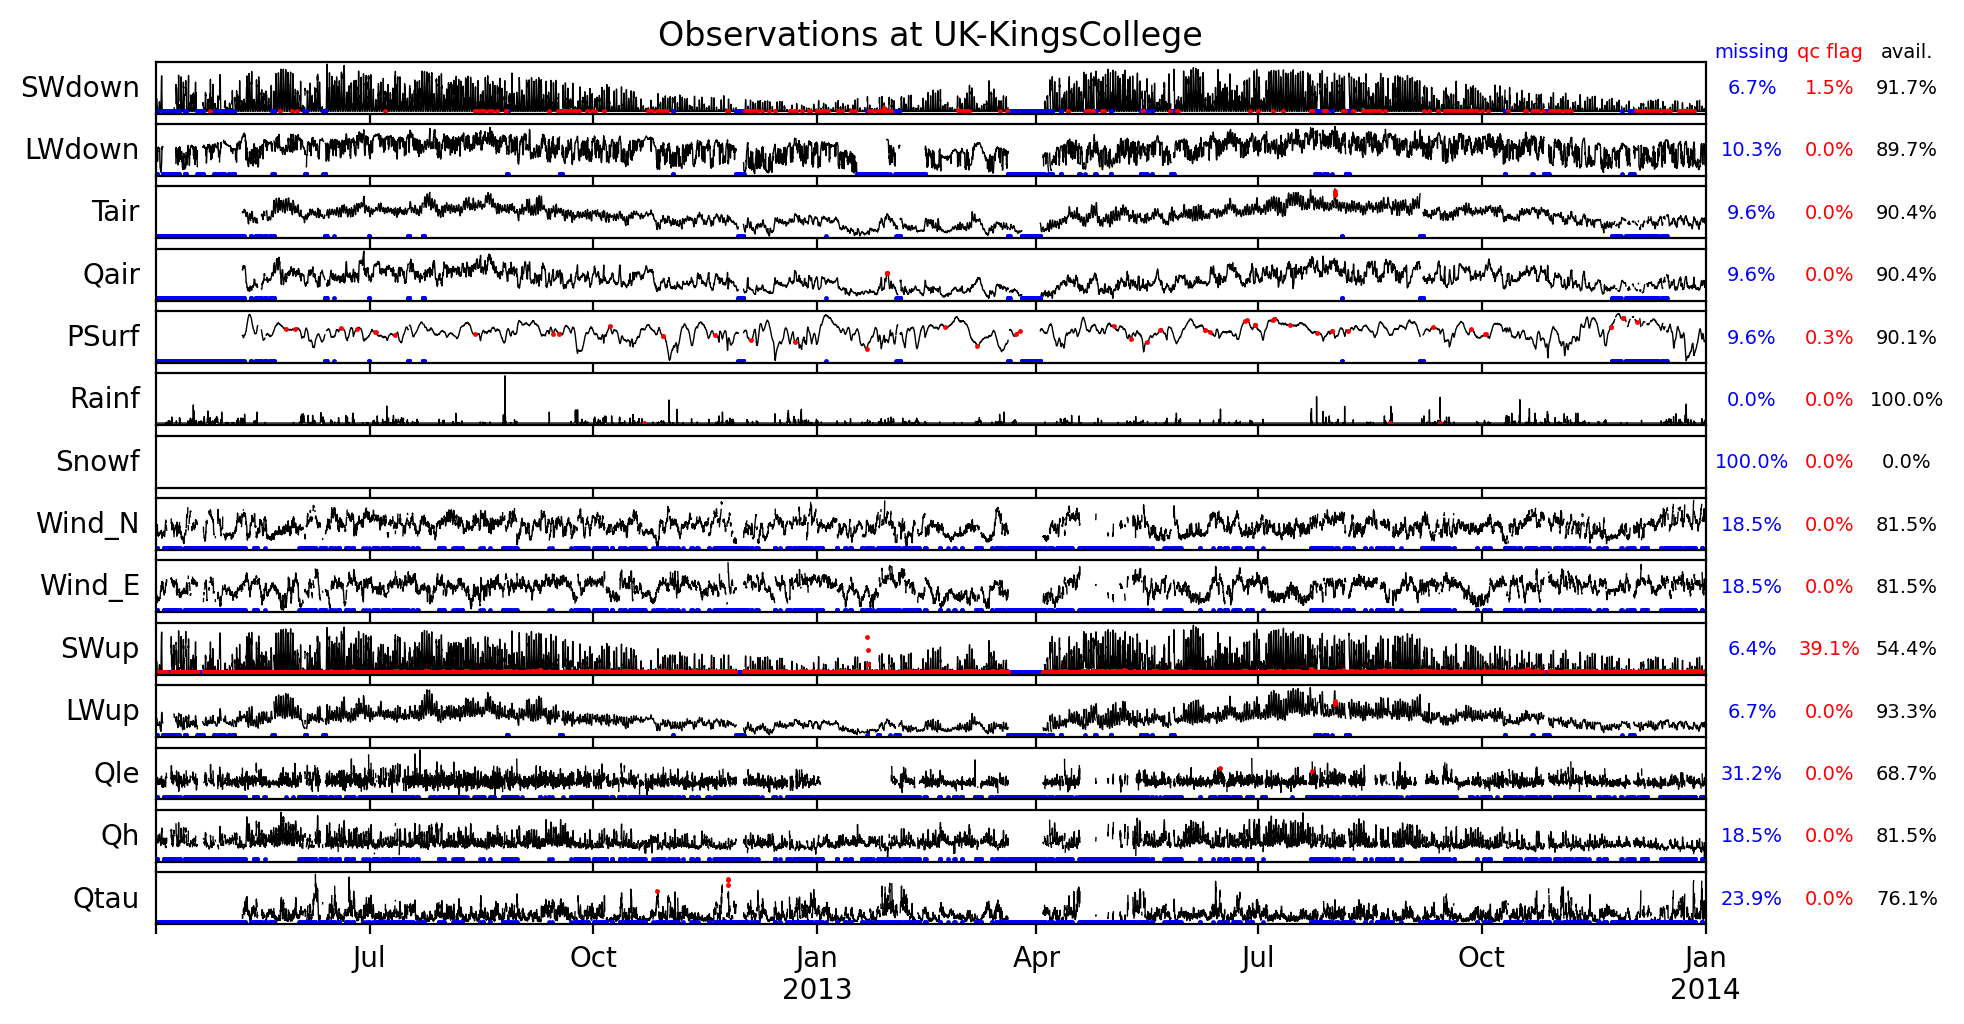 Observations at UK-KingsCollege
missing qc flag avail.
SWdown 6.7% 1.5% 91.7%
LWdown 10.3% 0.0% 89.7%
Tair 9.6% 0.0% 90.4%
Qair 9.6% 0.0% 90.4%
PSurf 9.6% 0.3% 90.1%
Rainf 0.0% 0.0% 100.0%
Snowf 100.0% 0.0% 0.0%
Wind_N 18.5% 0.0% 81.5%
Wind_E 18.5% 0.0% 81.5%
SWup 6.4% 39.1% 54.4%
LWup 6.7% 0.0% 93.3%
Qle 31.2% 0.0% 68.7%
Qh 18.5% 0.0% 81.5%
Qtau 23.9% 0.0% 76.1%
Jul Oct Jan Apr Jul Oct Jan
2013 2014